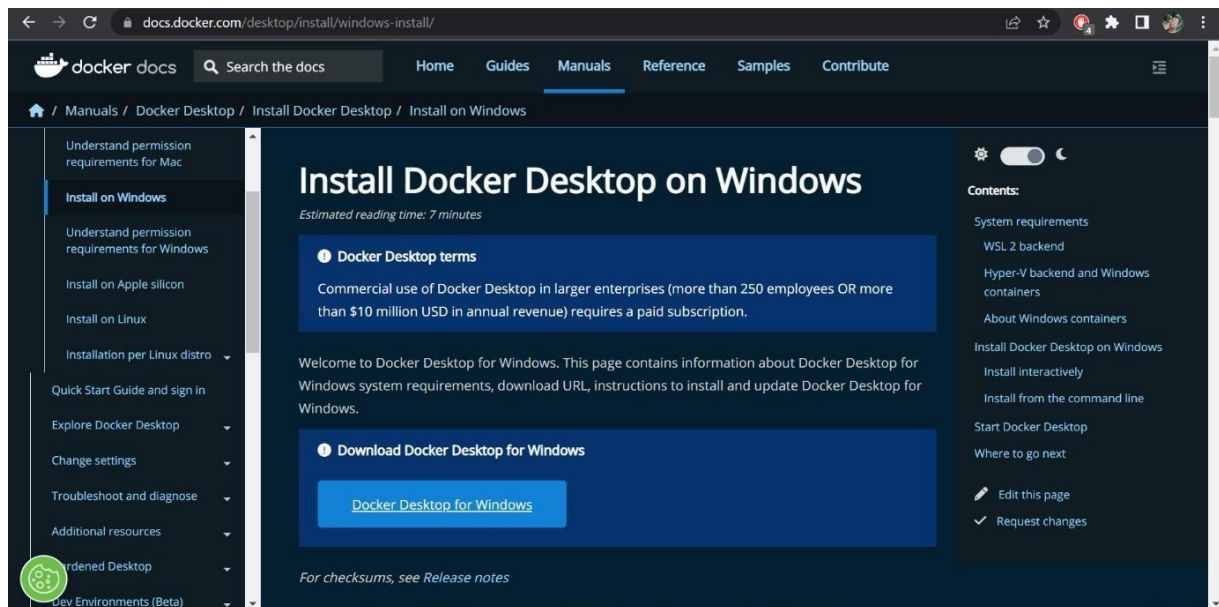 docs.docker.com/desktop/install/windows-install/
4
docker docs
Search the docs
Home
Guides
Manuals
Reference
Samples
Contribute
/ Manuals / Docker Desktop / Install Docker Desktop / Install on Windows
Understand permission
requirements for Mac
Install on Windows
Understand permission
requirements for Windows
Install on Apple silicon
Install on Linux
Installation per Linux distro
Quick Start Guide and sign in
Explore Docker Desktop
Change settings
Troubleshoot and diagnose
Additional resources
rdened Desktop
Dev Environments (Beta)
Install Docker Desktop on Windows
Estimated reading time: 7 minutes
Docker Desktop terms
Commercial use of Docker Desktop in larger enterprises (more than 250 employees OR more
than $10 million USD in annual revenue) requires a paid subscription.
Welcome to Docker Desktop for Windows. This page contains information about Docker Desktop for
Windows system requirements, download URL, instructions to install and update Docker Desktop for
Windows.
Download Docker Desktop for Windows
Docker Desktop for Windows
For checksums, see Release notes
Contents:
System requirements
WSL 2 backend
Hyper-V backend and Windows
containers
About Windows containers
Install Docker Desktop on Windows
Install interactively
Install from the command line
Start Docker Desktop
Where to go next
Edit this page
Request changes